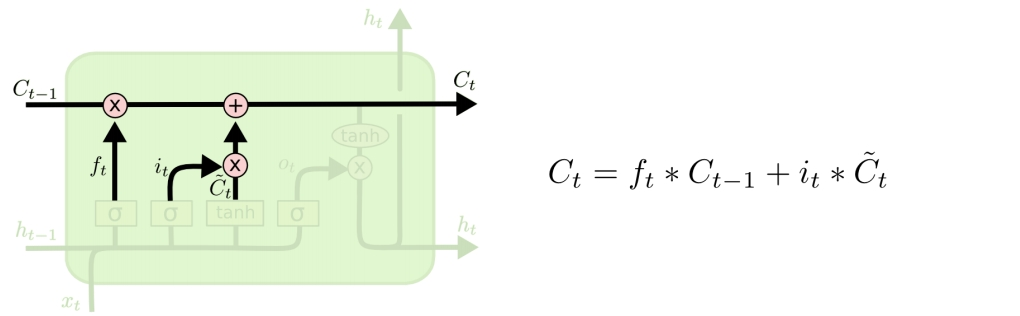 h_t
C_{t-1}
C_t
x
+
tanh
f_t
i_t
x
o_t
x
C̃_t
σ
σ
tanh
σ
h_{t-1}
h_t
x_t
C_t = f_t * C_{t-1} + i_t * C̃_t